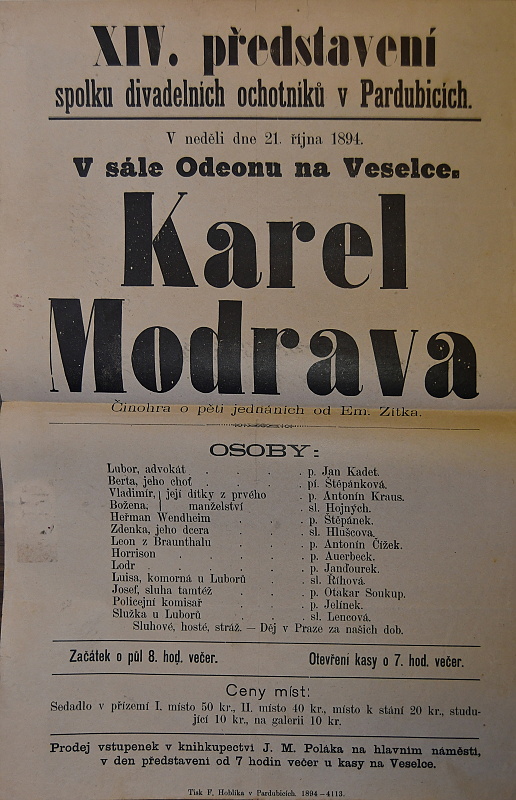 XIV. představení
spolku divadelních ochotníků v Pardubicích.
V neděli dne 21. října 1894.
V sále Odeonu na Veselce.
Karel
Modrava
Činohra o pěti jednáních od Em. Zítka.
OSOBY:
Lubor, advokát . . . . p. Jan Kadet.
Berta, jeho choť . . . . pí. Štěpánková.
Vladimír, } její dítky z prvého . p. Antonín Kraus.
Božena, } manželství . sl. Hojných.
Heřman Wendheim . . . p. Štěpánek.
Zdenka, jeho dcera . . . sl. Hlušcova.
Leon z Braunthalu . . . p. Antonín Čížek.
Horrison . . . . p. Auerbeck.
Lodr . . . . . p. Janďourek.
Luisa, komorná u Luborů . . sl. Říhová.
Josef, sluha tamtéž . . . p. Otakar Soukup.
Policejní komisař . . . p. Jelínek.
Služka u Luborů . . . sl. Lencová.
Sluhové, hosté, stráž. — Děj v Praze za našich dob.
Začátek o půl 8. hod. večer. Otevření kasy o 7. hod. večer.
Ceny míst:
Sedadlo v přízemí I. místo 50 kr., II. místo 40 kr., místo k stání 20 kr., studu-
jící 10 kr., na galerii 10 kr.
Prodej vstupenek v knihkupectví J. M. Poláka na hlavním náměstí,
v den představení od 7 hodin večer u kasy na Veselce.
Tisk F. Hoblíka v Pardubicích. 1894—4113.